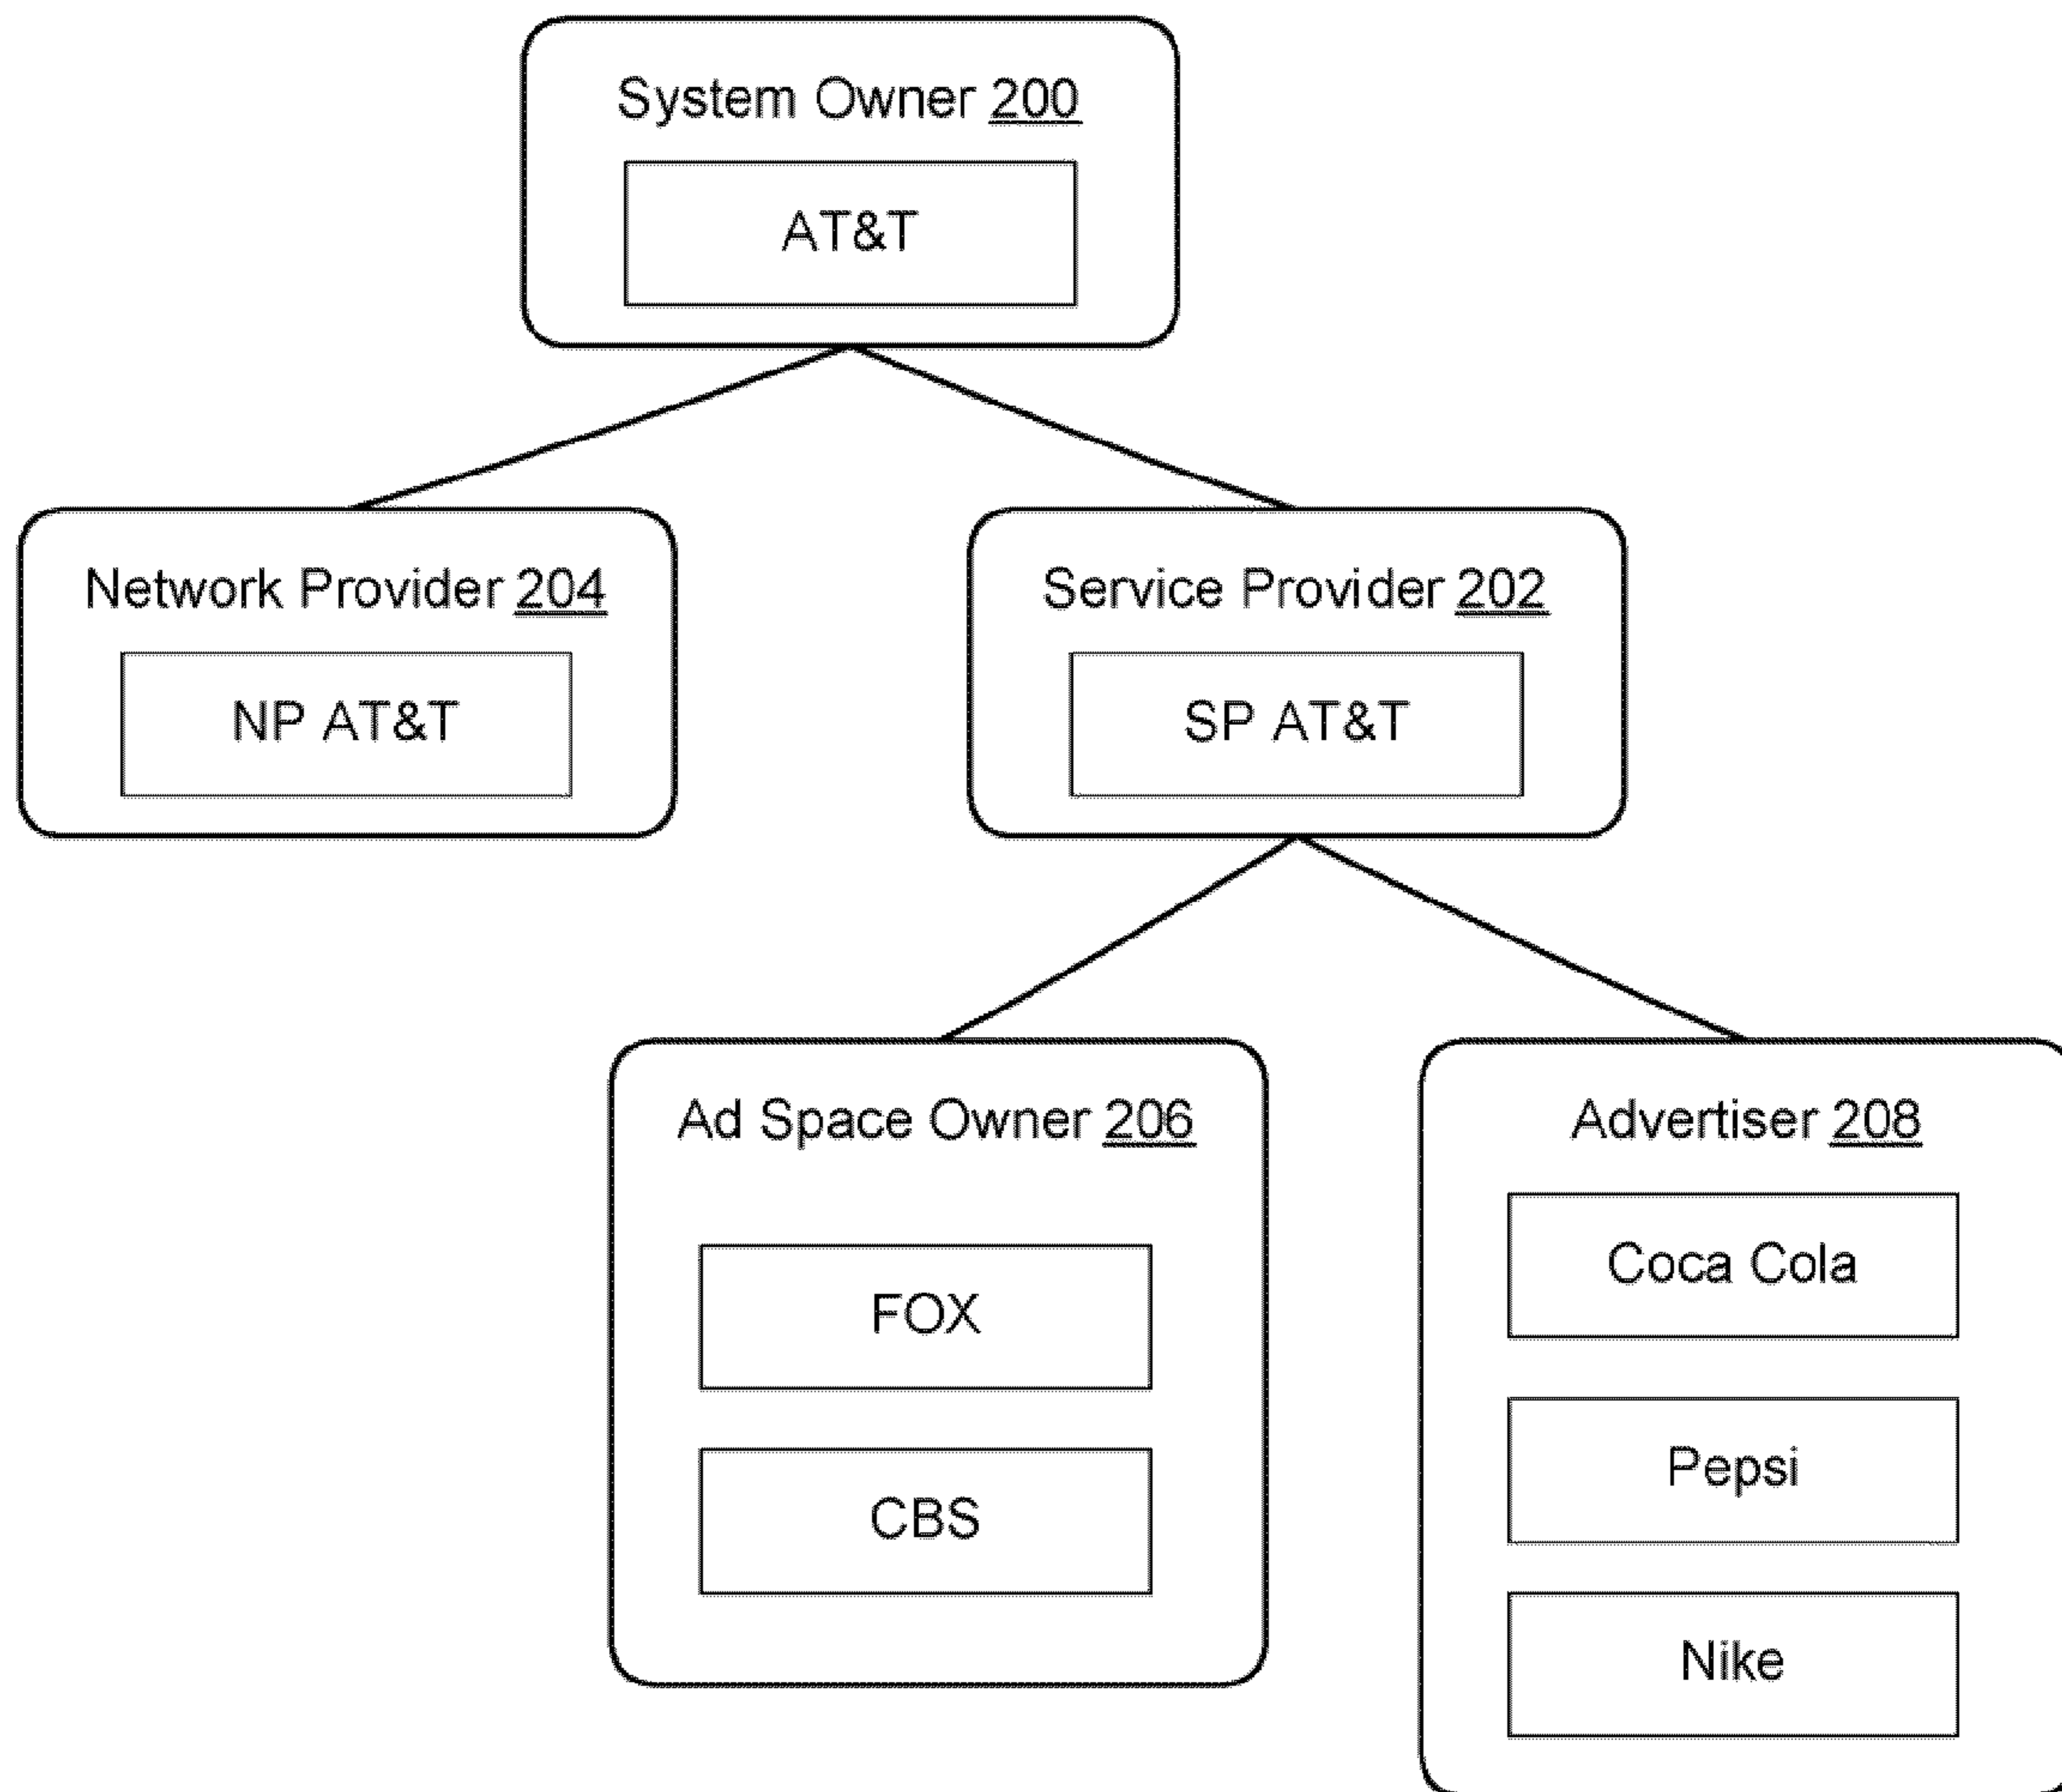 System Owner 200
AT&T
Network Provider 204
NP AT&T
Service Provider 202
SP AT&T
Ad Space Owner 206
FOX
CBS
Advertiser 208
Coca Cola
Pepsi
Nike